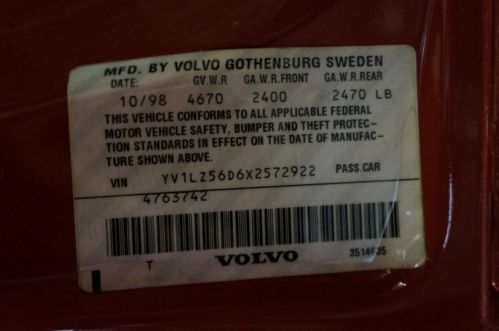 MFD. BY VOLVO GOTHENBURG SWEDEN
DATE: GV.W.R GA.W.R.FRONT GA.W.R.REAR
10/98 4670 2400 2470 LB
THIS VEHICLE CONFORMS TO ALL APPLICABLE FEDERAL
MOTOR VEHICLE SAFETY, BUMPER AND THEFT PROTEC-
TION STANDARDS IN EFFECT ON THE DATE OF MANUFAC-
TURE SHOWN ABOVE.
VIN YV1LZ56D6X2572922 PASS.CAR
4763742
T VOLVO 3514635